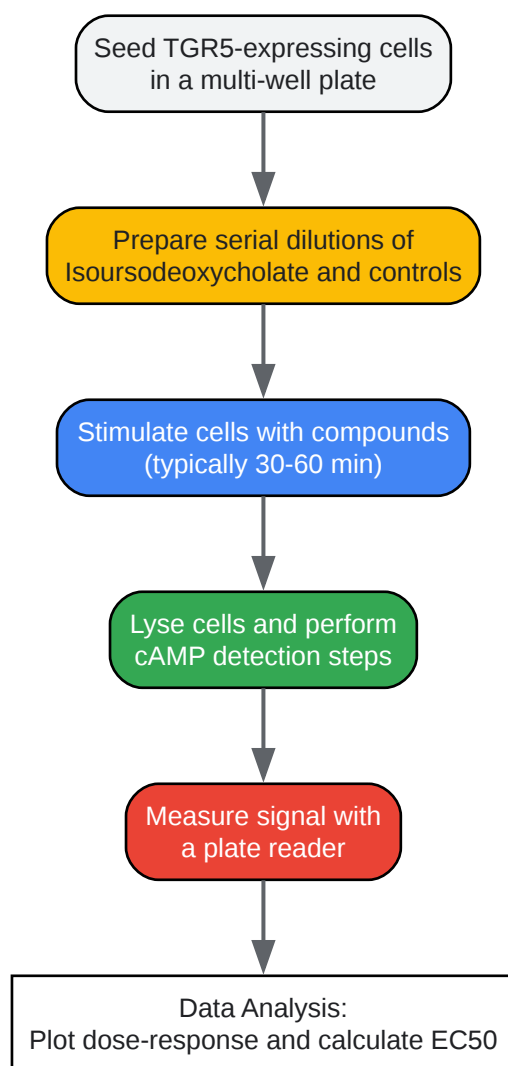 Seed TGR5-expressing cells
in a multi-well plate
Prepare serial dilutions of
Isoursodeoxycholate and controls
Stimulate cells with compounds
(typically 30-60 min)
Lyse cells and perform
cAMP detection steps
Measure signal with
a plate reader
Data Analysis:
Plot dose-response and calculate EC50